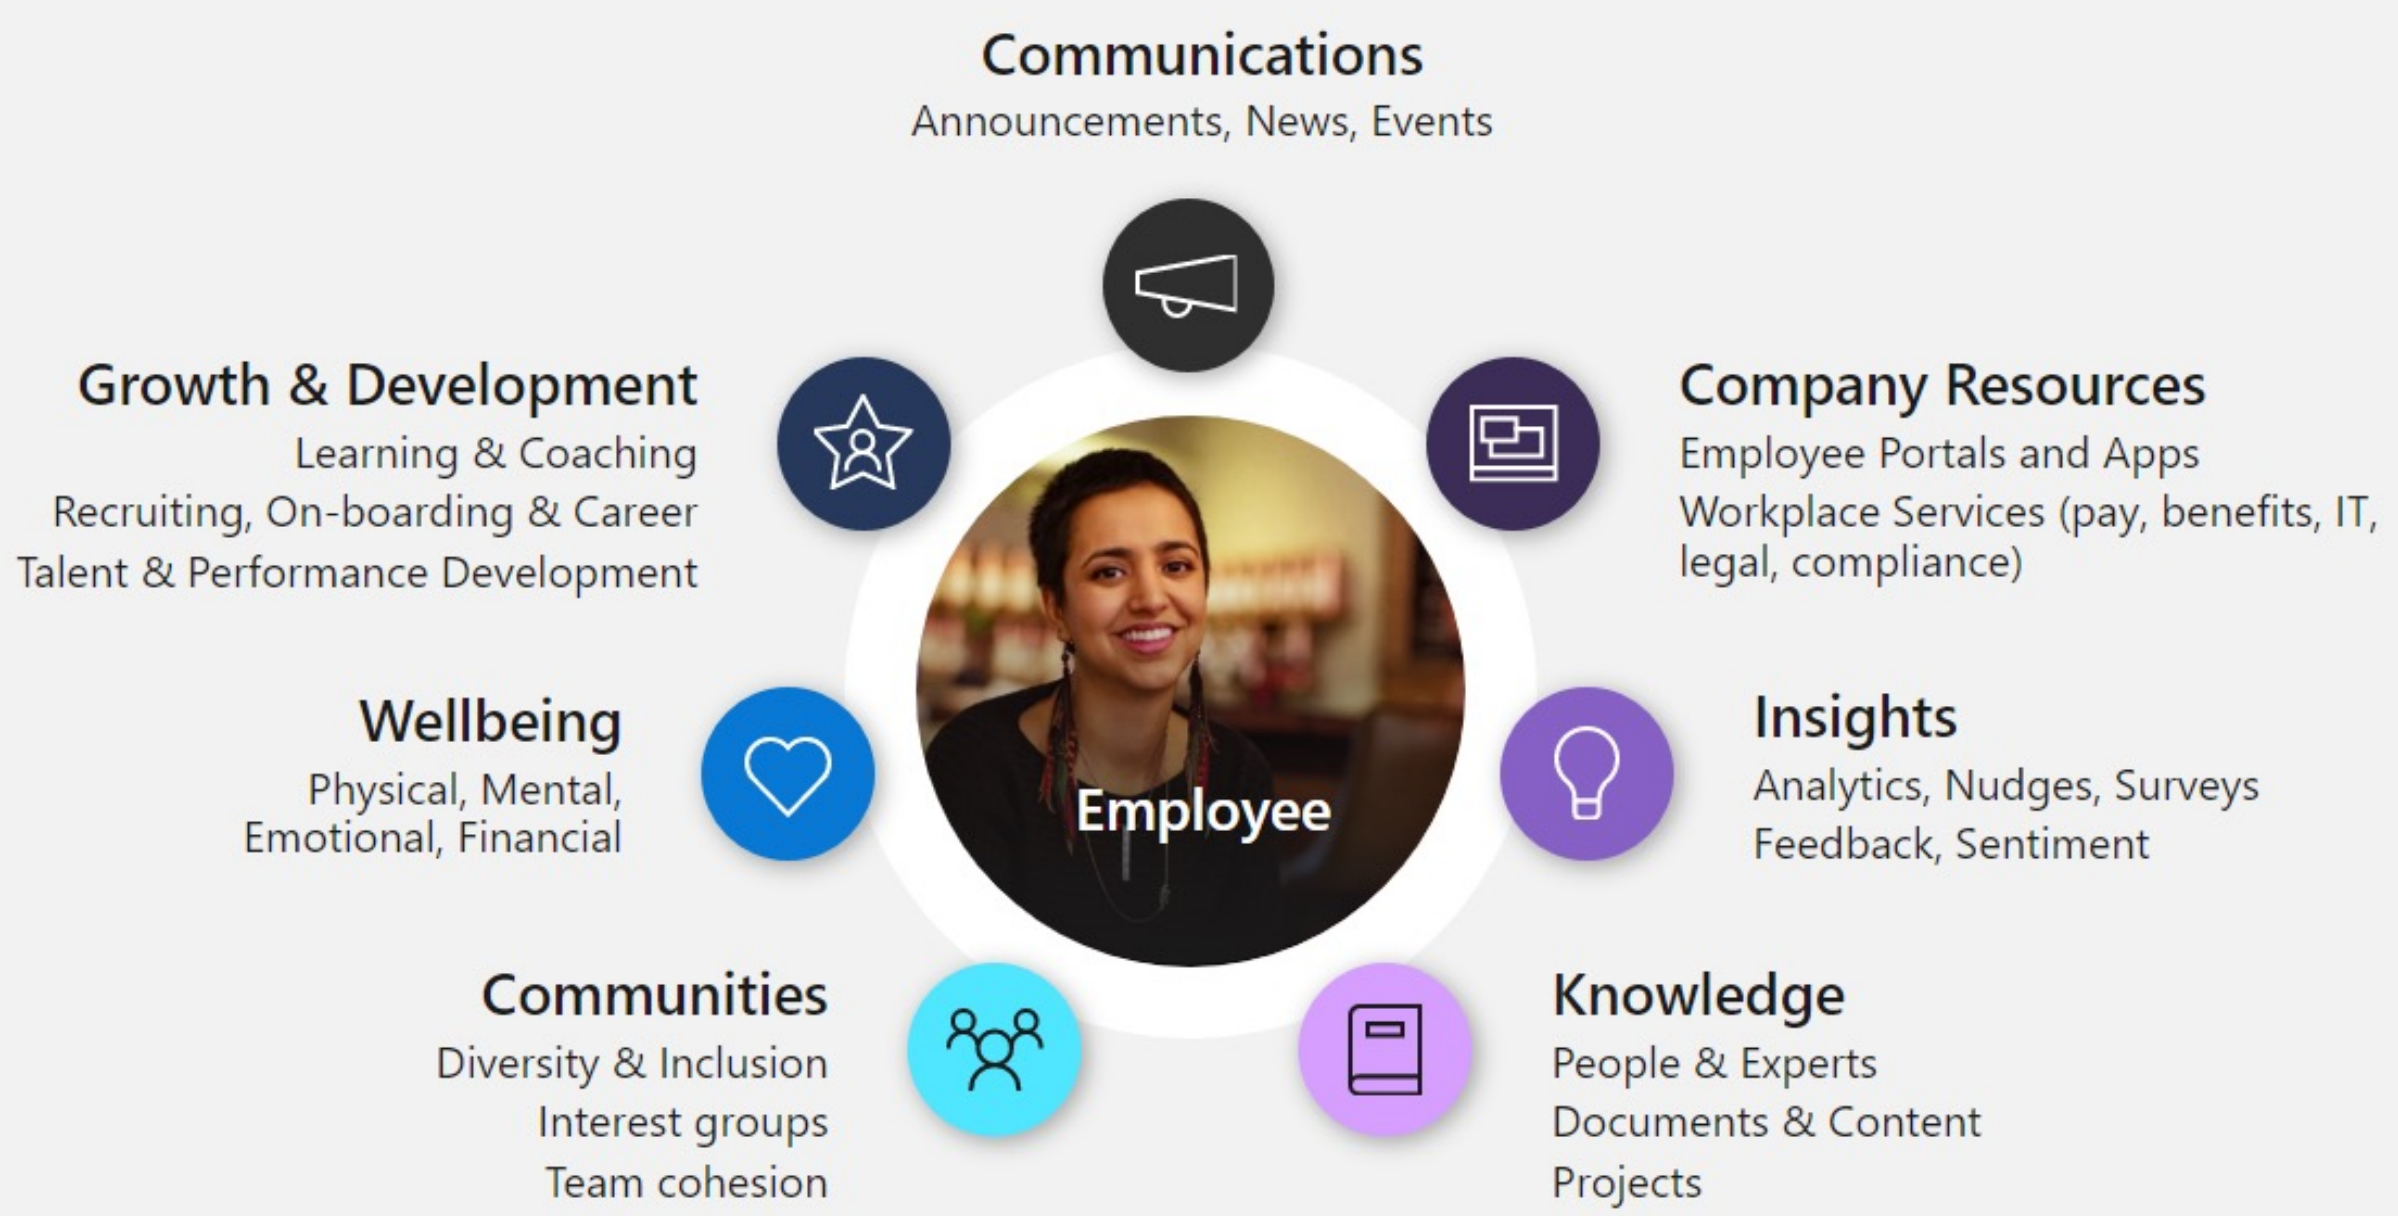 Communications
Announcements, News, Events
Growth & Development
Learning & Coaching
Recruiting, On-boarding & Career
Talent & Performance Development
Company Resources
Employee Portals and Apps
Workplace Services (pay, benefits, IT,
legal, compliance)
Wellbeing
Physical, Mental,
Emotional, Financial
Employee
Insights
Analytics, Nudges, Surveys
Feedback, Sentiment
Communities
Diversity & Inclusion
Interest groups
Team cohesion
Knowledge
People & Experts
Documents & Content
Projects